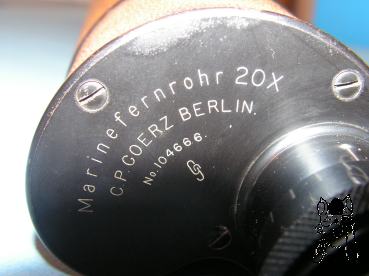 Marinefernrohr 20X
C.P. GOERZ BERLIN.
No. 104666.